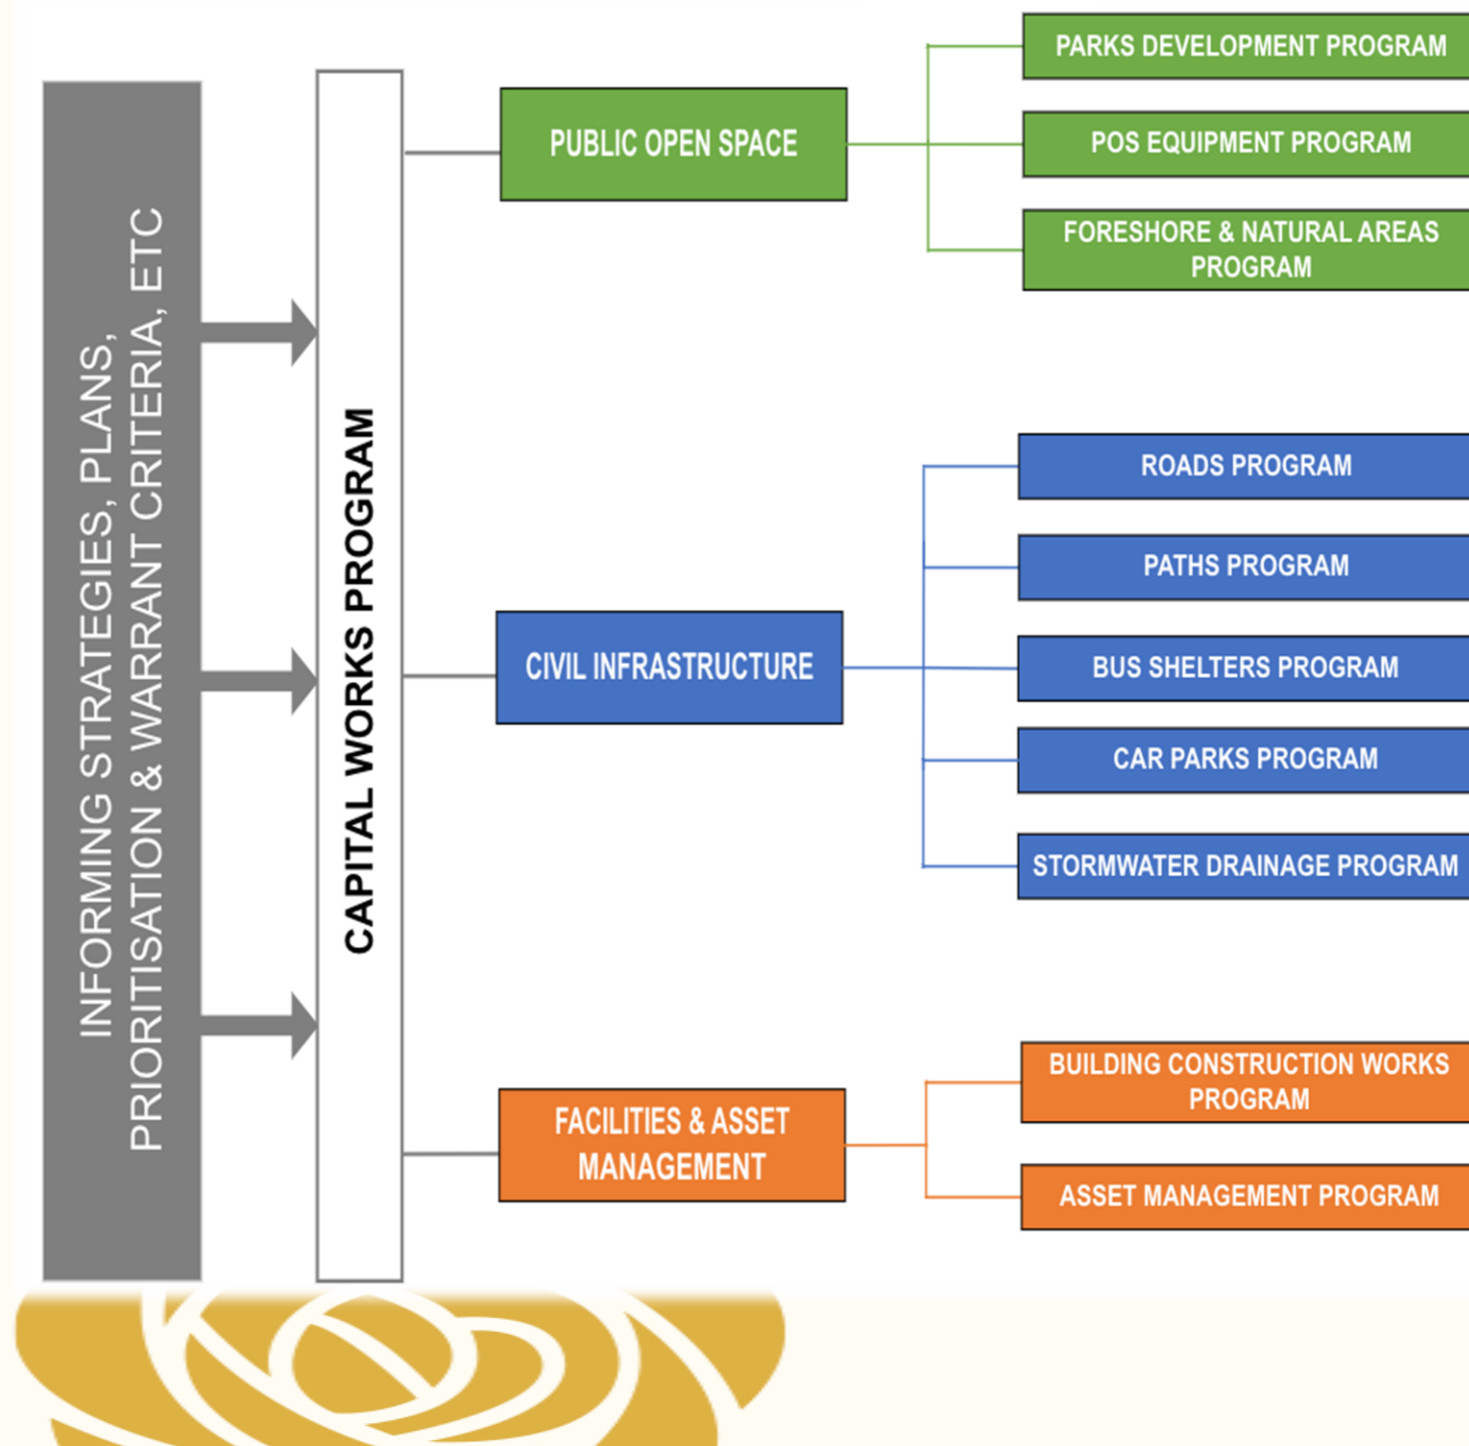 INFORMING STRATEGIES, PLANS,
PRIORITISATION & WARRANT CRITERIA, ETC
CAPITAL WORKS PROGRAM
PUBLIC OPEN SPACE
PARKS DEVELOPMENT PROGRAM
POS EQUIPMENT PROGRAM
FORESHORE & NATURAL AREAS
PROGRAM
CIVIL INFRASTRUCTURE
ROADS PROGRAM
PATHS PROGRAM
BUS SHELTERS PROGRAM
CAR PARKS PROGRAM
STORMWATER DRAINAGE PROGRAM
FACILITIES & ASSET
MANAGEMENT
BUILDING CONSTRUCTION WORKS
PROGRAM
ASSET MANAGEMENT PROGRAM